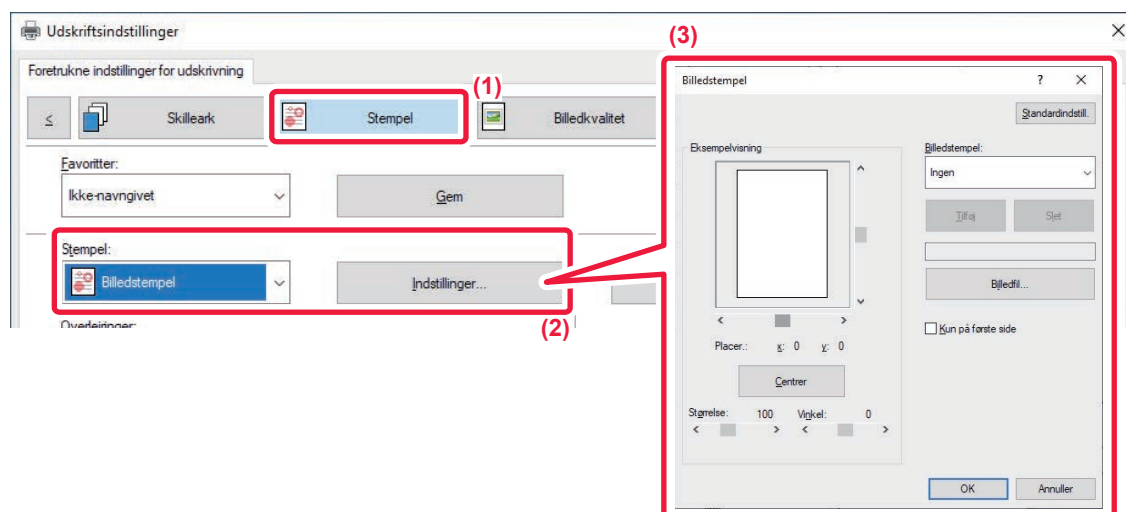 Udskriftsindstillinger
Foretrukne indstillinger for udskrivning
(1)
<
Skilleark
Stempel
Billedkvalitet
Favoritter:
Ikke-navngivet
Gem
Stempel:
Billedstempel
Indstillinger...
(2)
Overlejringer:
(3)
Billedstempel
?
Standardindstill.
Eksempelvisning
Placer.: x: 0 y: 0
Centrer
Størrelse: 100 Vinkel: 0
Billedstempel:
Ingen
Tilføj
Slet
Billedfil...
Kun på første side
OK
Annuller